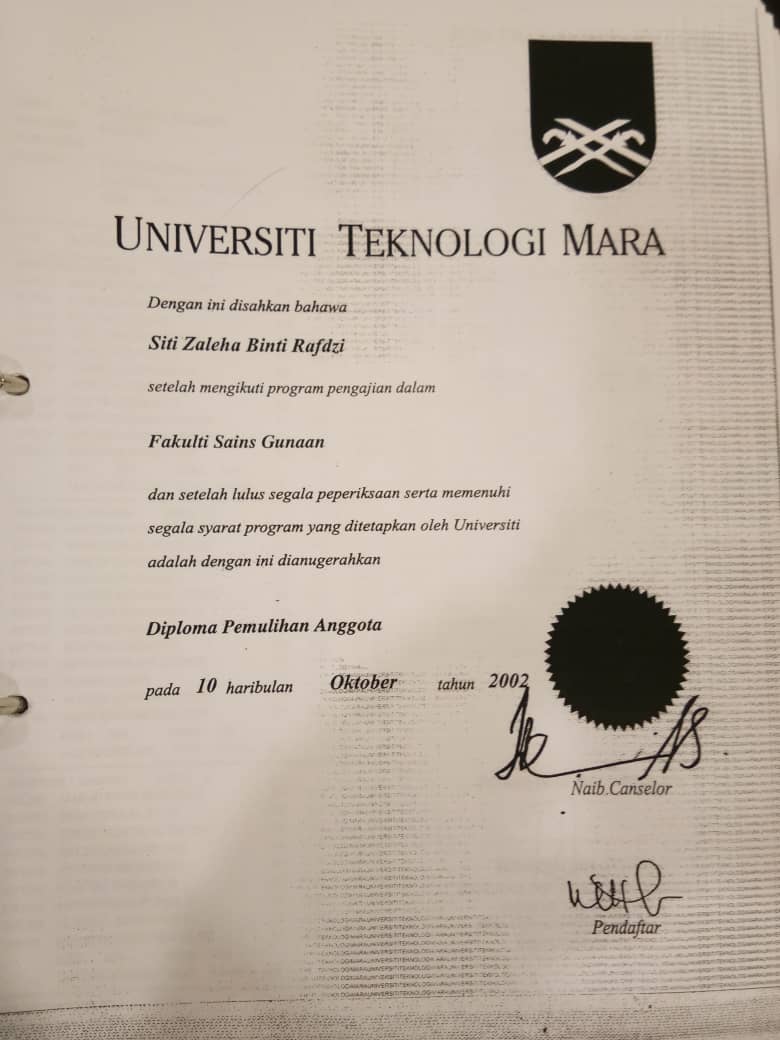 UNIVERSITI TEKNOLOGI MARA
Dengan ini disahkan bahawa
Siti Zaleha Binti Rafdzi
setelah mengikuti program pengajian dalam
Fakulti Sains Gunaan
dan setelah lulus segala peperiksaan serta memenuhi
segala syarat program yang ditetapkan oleh Universiti
adalah dengan ini dianugerahkan
Diploma Pemulihan Anggota
pada 10 haribulan Oktober tahun 2002
Naib Canselor
Pendaftar